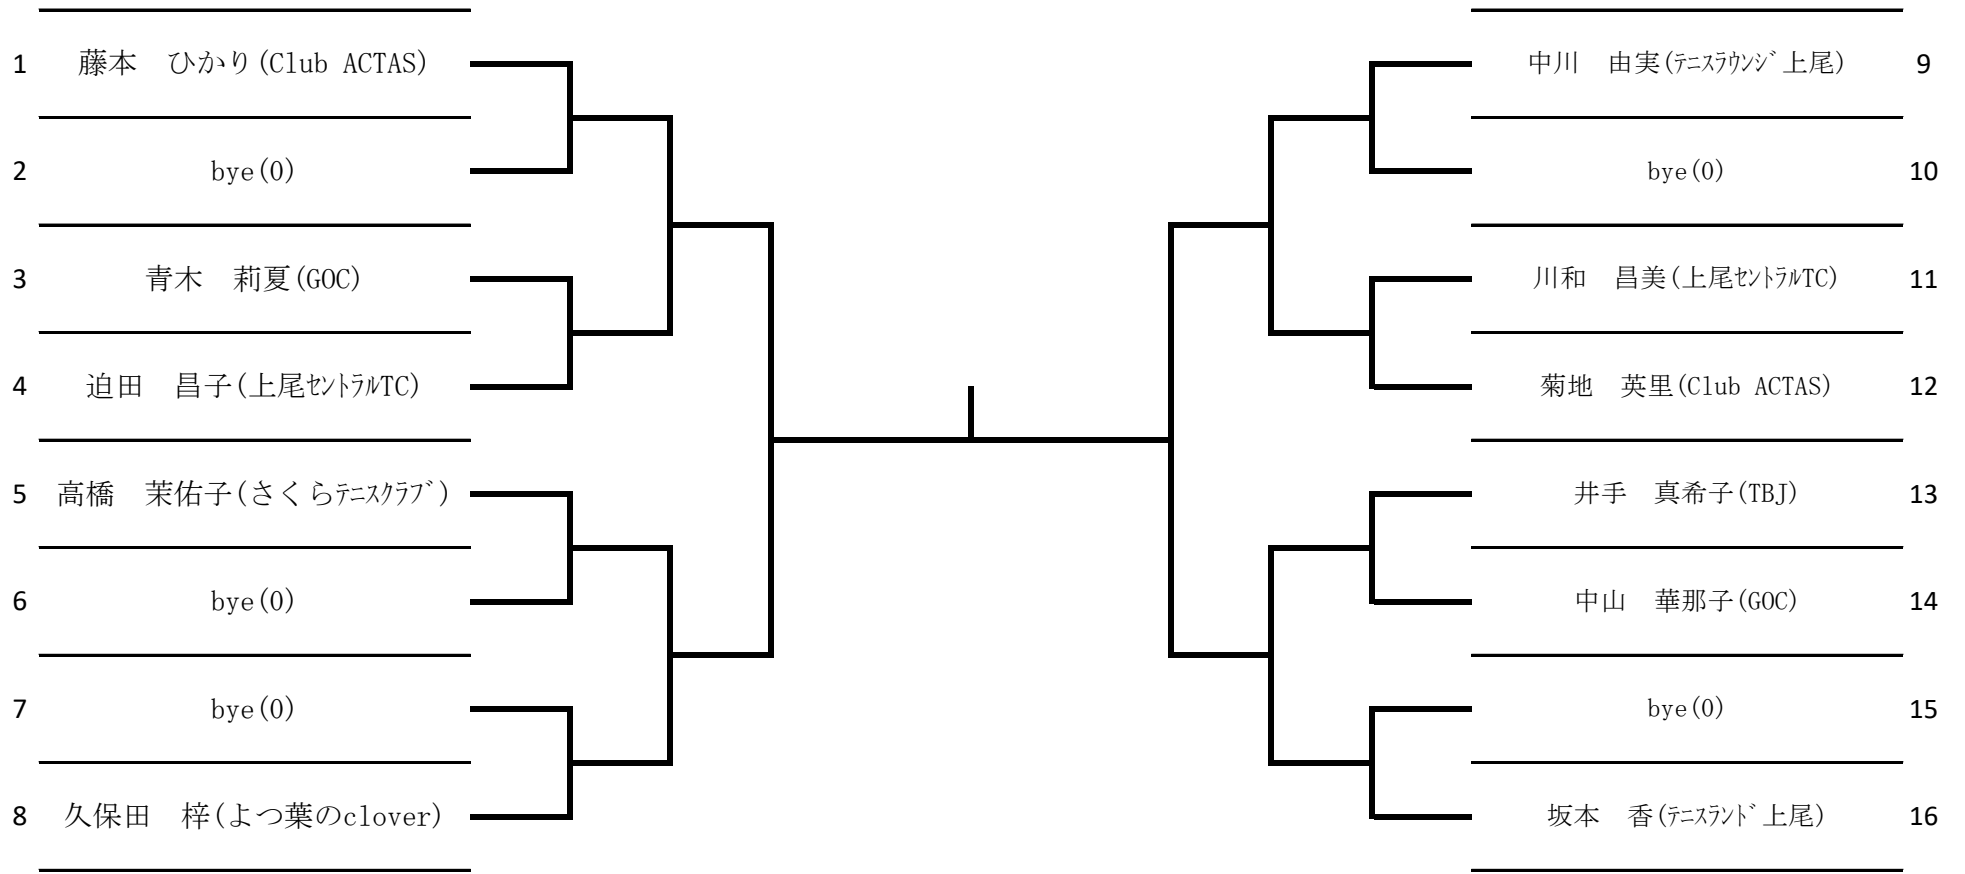 1 藤本　ひかり(Club ACTAS)
2 bye(0)
3 青木　莉夏(GOC)
4 迫田　昌子(上尾ｾﾝﾄﾗﾙTC)
5 高橋　茉佑子(さくらﾃﾆｽｸﾗﾌﾞ)
6 bye(0)
7 bye(0)
8 久保田　梓(よつ葉のclover)
中川　由実(ﾃﾆｽﾗｳﾝｼﾞ上尾) 9
bye(0) 10
川和　昌美(上尾ｾﾝﾄﾗﾙTC) 11
菊地　英里(Club ACTAS) 12
井手　真希子(TBJ) 13
中山　華那子(GOC) 14
bye(0) 15
坂本　香(ﾃﾆｽﾗﾝﾄﾞ上尾) 16